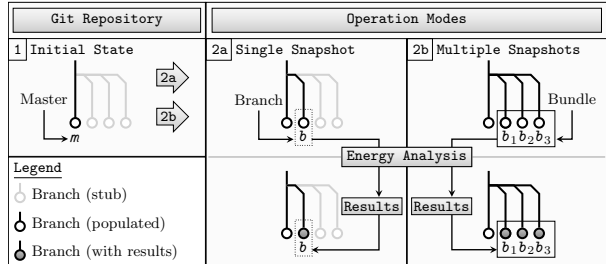 Git Repository
Operation Modes
1 Initial State
2a Single Snapshot
2b Multiple Snapshots
2a
2b
Master
m
Branch
b
Bundle
b1 b2 b3
Energy Analysis
Results
Results
b
b1 b2 b3
Legend
Branch (stub)
Branch (populated)
Branch (with results)